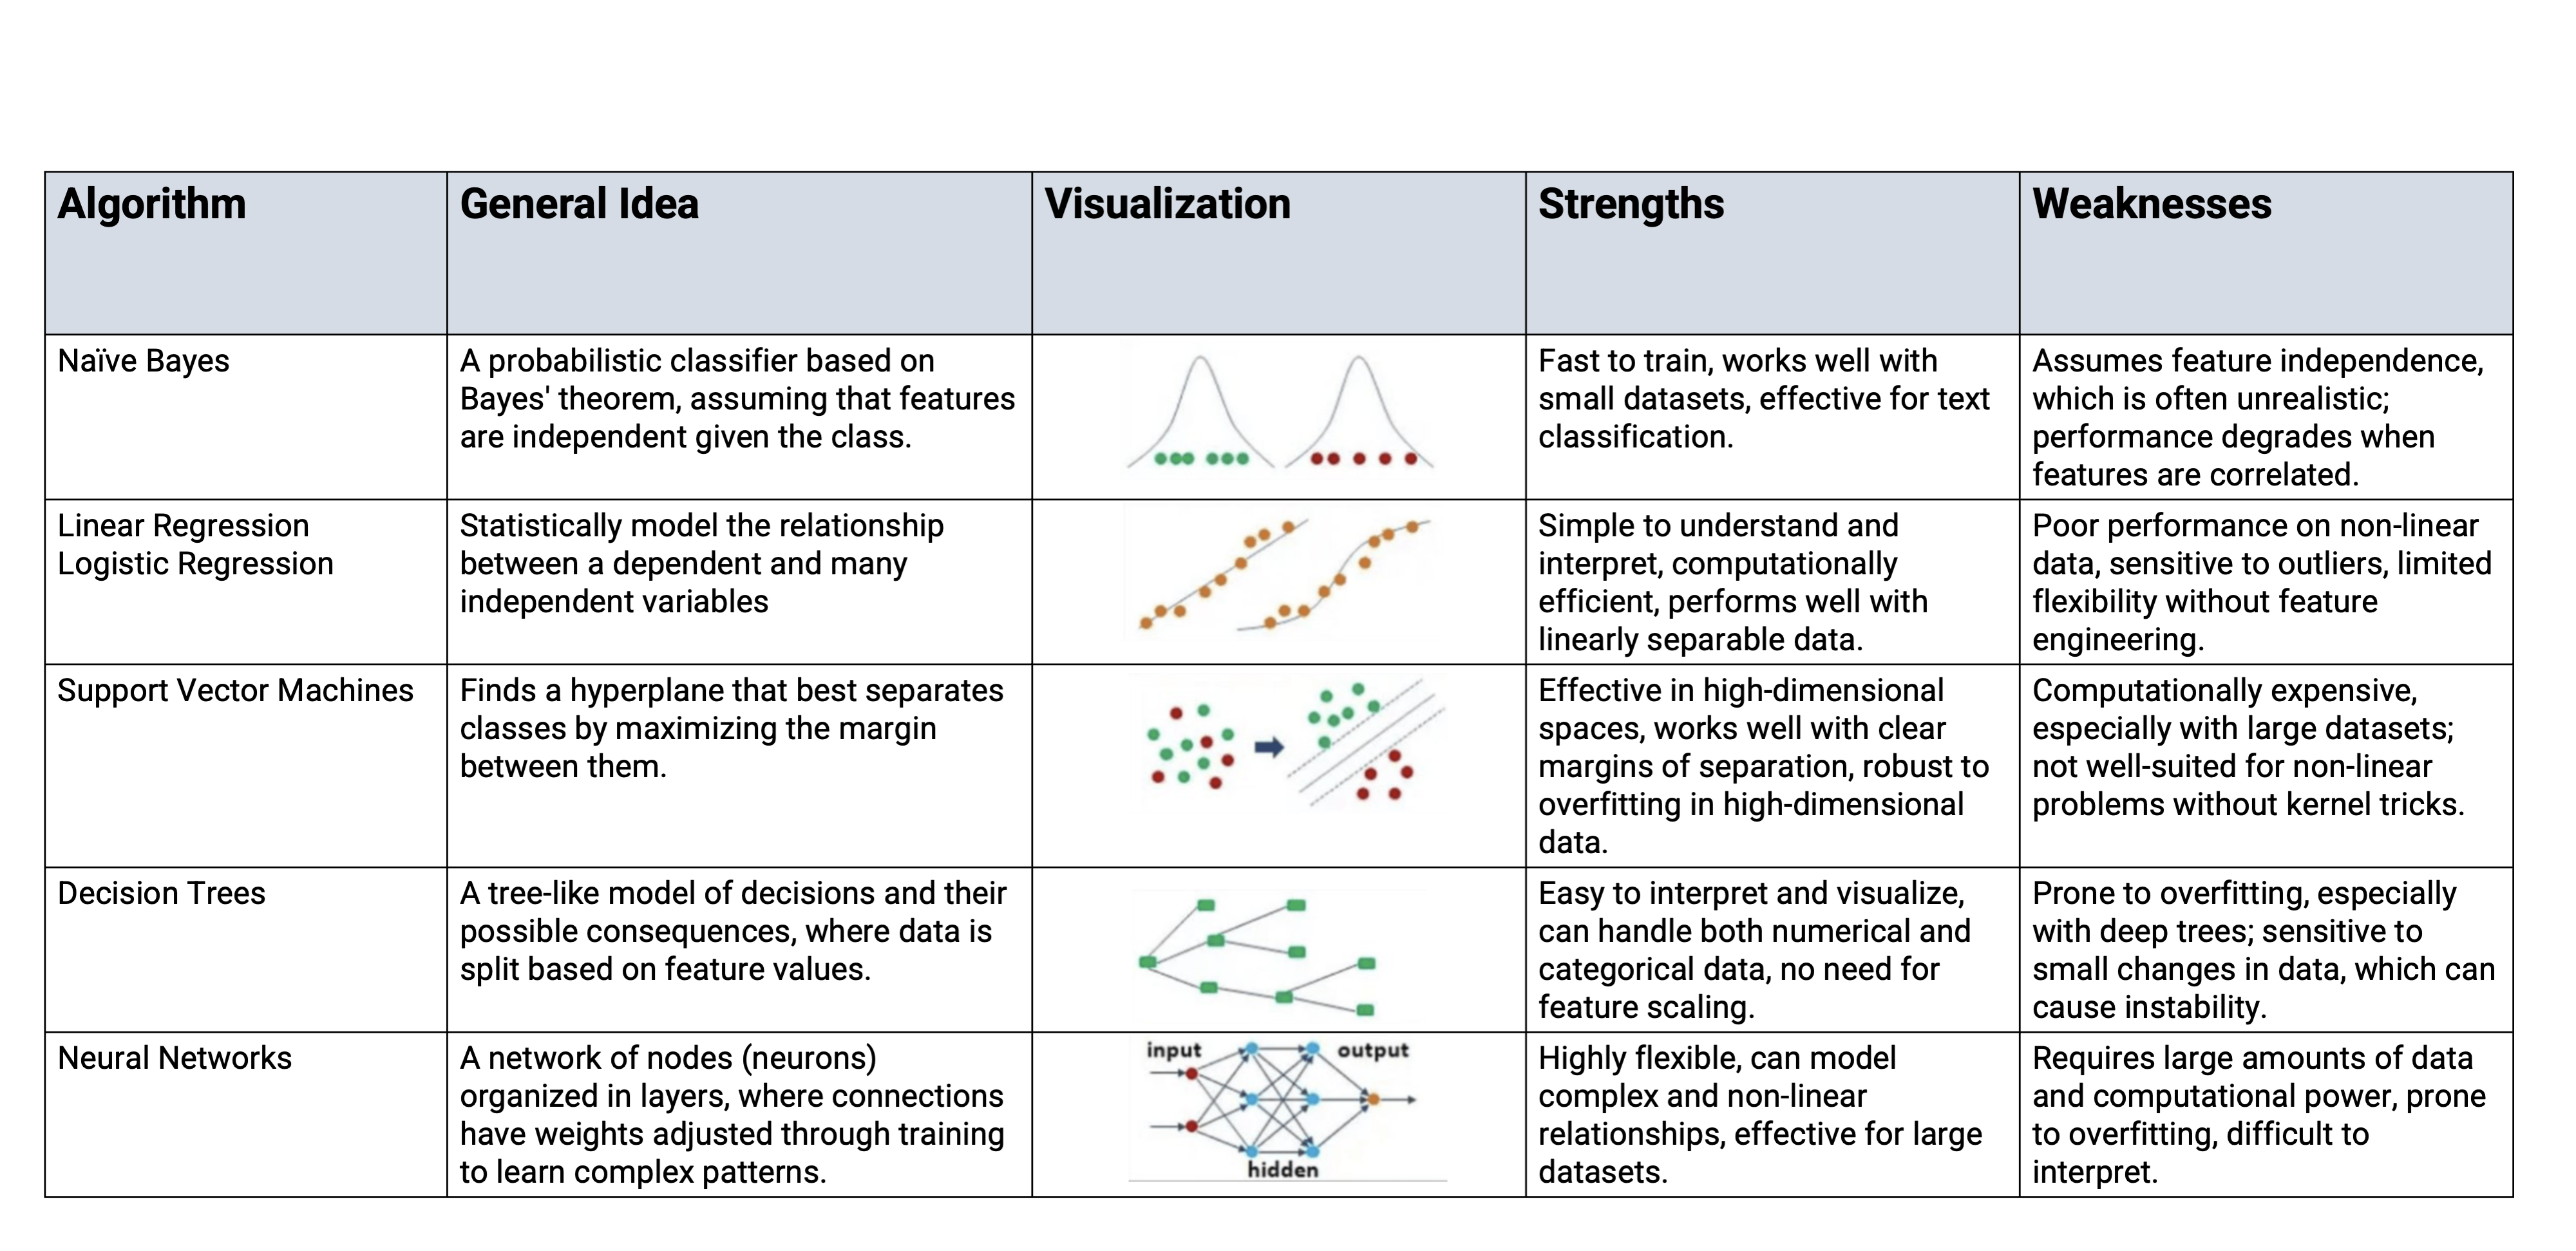 Algorithm
General Idea
Visualization
Strengths
Weaknesses
Naïve Bayes
A probabilistic classifier based on
Bayes' theorem, assuming that features
are independent given the class.
Fast to train, works well with
small datasets, effective for text
classification.
Assumes feature independence,
which is often unrealistic;
performance degrades when
features are correlated.
Linear Regression
Logistic Regression
Statistically model the relationship
between a dependent and many
independent variables
Simple to understand and
interpret, computationally
efficient, performs well with
linearly separable data.
Poor performance on non-linear
data, sensitive to outliers, limited
flexibility without feature
engineering.
Support Vector Machines
Finds a hyperplane that best separates
classes by maximizing the margin
between them.
Effective in high-dimensional
spaces, works well with clear
margins of separation, robust to
overfitting in high-dimensional
data.
Computationally expensive,
especially with large datasets;
not well-suited for non-linear
problems without kernel tricks.
Decision Trees
A tree-like model of decisions and their
possible consequences, where data is
split based on feature values.
Easy to interpret and visualize,
can handle both numerical and
categorical data, no need for
feature scaling.
Prone to overfitting, especially
with deep trees; sensitive to
small changes in data, which can
cause instability.
Neural Networks
A network of nodes (neurons)
organized in layers, where connections
have weights adjusted through training
to learn complex patterns.
input
output
hidden
Highly flexible, can model
complex and non-linear
relationships, effective for large
datasets.
Requires large amounts of data
and computational power, prone
to overfitting, difficult to
interpret.